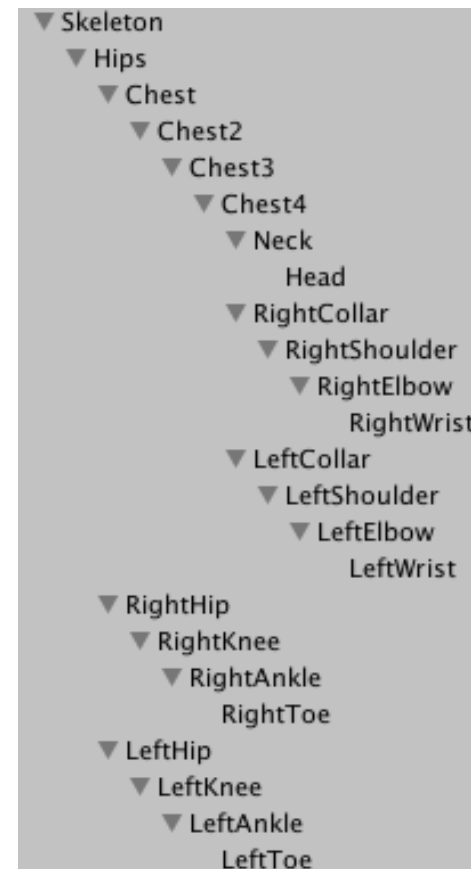 Skeleton
Hips
Chest
Chest2
Chest3
Chest4
Neck
Head
RightCollar
RightShoulder
RightElbow
RightWrist
LeftCollar
LeftShoulder
LeftElbow
LeftWrist
RightHip
RightKnee
RightAnkle
RightToe
LeftHip
LeftKnee
LeftAnkle
LeftToe